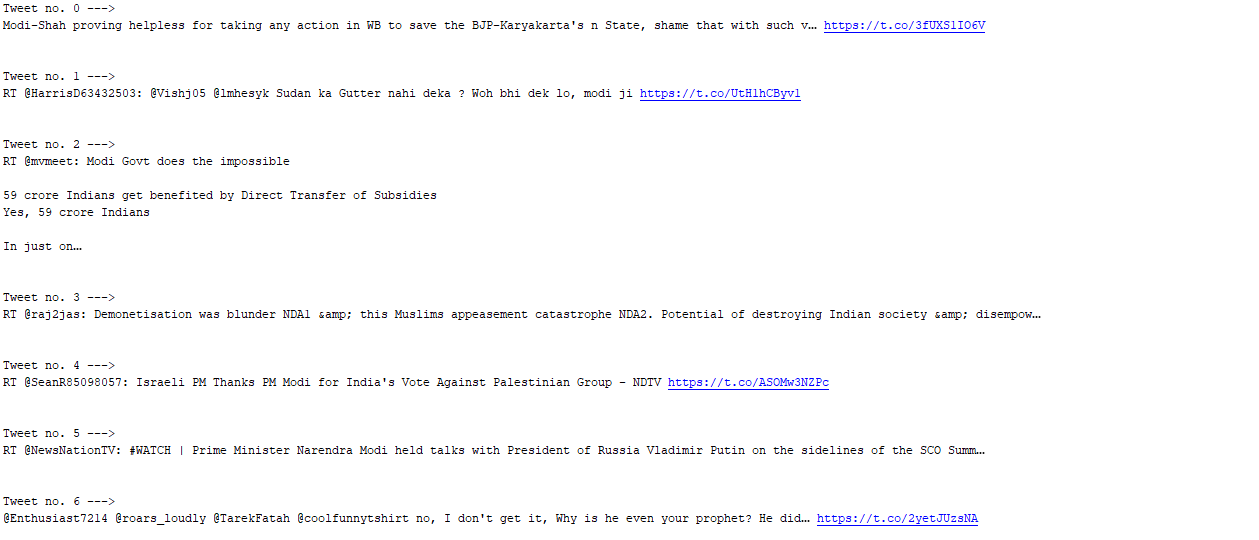 Tweet no. 0 --->
Modi-Shah proving helpless for taking any action in WB to save the BJP-Karyakarta's n State, shame that with such v… https://t.co/3fUXSlIO6V
Tweet no. 1 --->
RT @HarrisD63432503: @Vishj05 @lmhesyk Sudan ka Gutter nahi deka ? Woh bhi dek lo, modi ji https://t.co/UtHlhCByvl
Tweet no. 2 --->
RT @mvmeet: Modi Govt does the impossible
59 crore Indians get benefited by Direct Transfer of Subsidies
Yes, 59 crore Indians
In just on…
Tweet no. 3 --->
RT @raj2jas: Demonetisation was blunder NDA1 &amp; this Muslims appeasement catastrophe NDA2. Potential of destroying Indian society &amp; disempow…
Tweet no. 4 --->
RT @SeanR85098057: Israeli PM Thanks PM Modi for India's Vote Against Palestinian Group - NDTV https://t.co/ASOMw3NZPc
Tweet no. 5 --->
RT @NewsNationTV: #WATCH | Prime Minister Narendra Modi held talks with President of Russia Vladimir Putin on the sidelines of the SCO Summ…
Tweet no. 6 --->
@Enthusiast7214 @roars_loudly @TarekFatah @coolfunnytshirt no, I don't get it, Why is he even your prophet? He did… https://t.co/2yetJUzsNA